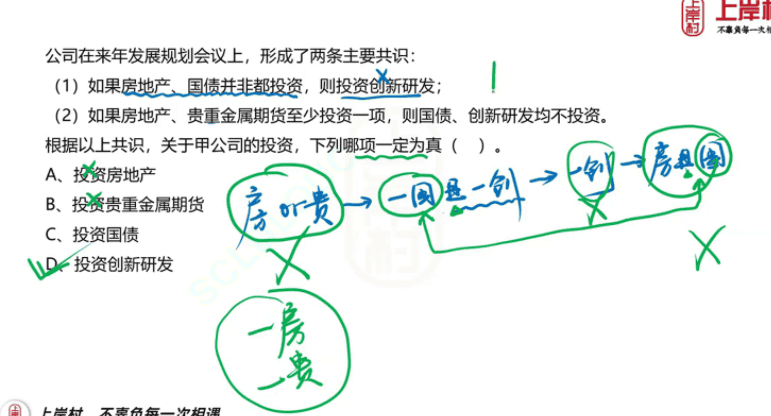 上岸村
上岸村
不辜负每一次相
公司在来年发展规划会议上，形成了两条主要共识：
（1）如果房地产、国债并非都投资，则投资创新研发；
（2）如果房地产、贵重金属期货至少投资一项，则国债、创新研发均不投资。
根据以上共识，关于甲公司的投资，下列哪项一定为真（ ）。
A、投资房地产
B、投资贵重金属期货
C、投资国债
D、投资创新研发
房 or 贵 → 一国且一创 → 一创 → 房且国
一房
一贵
上岸村 不辜负每一次相遇